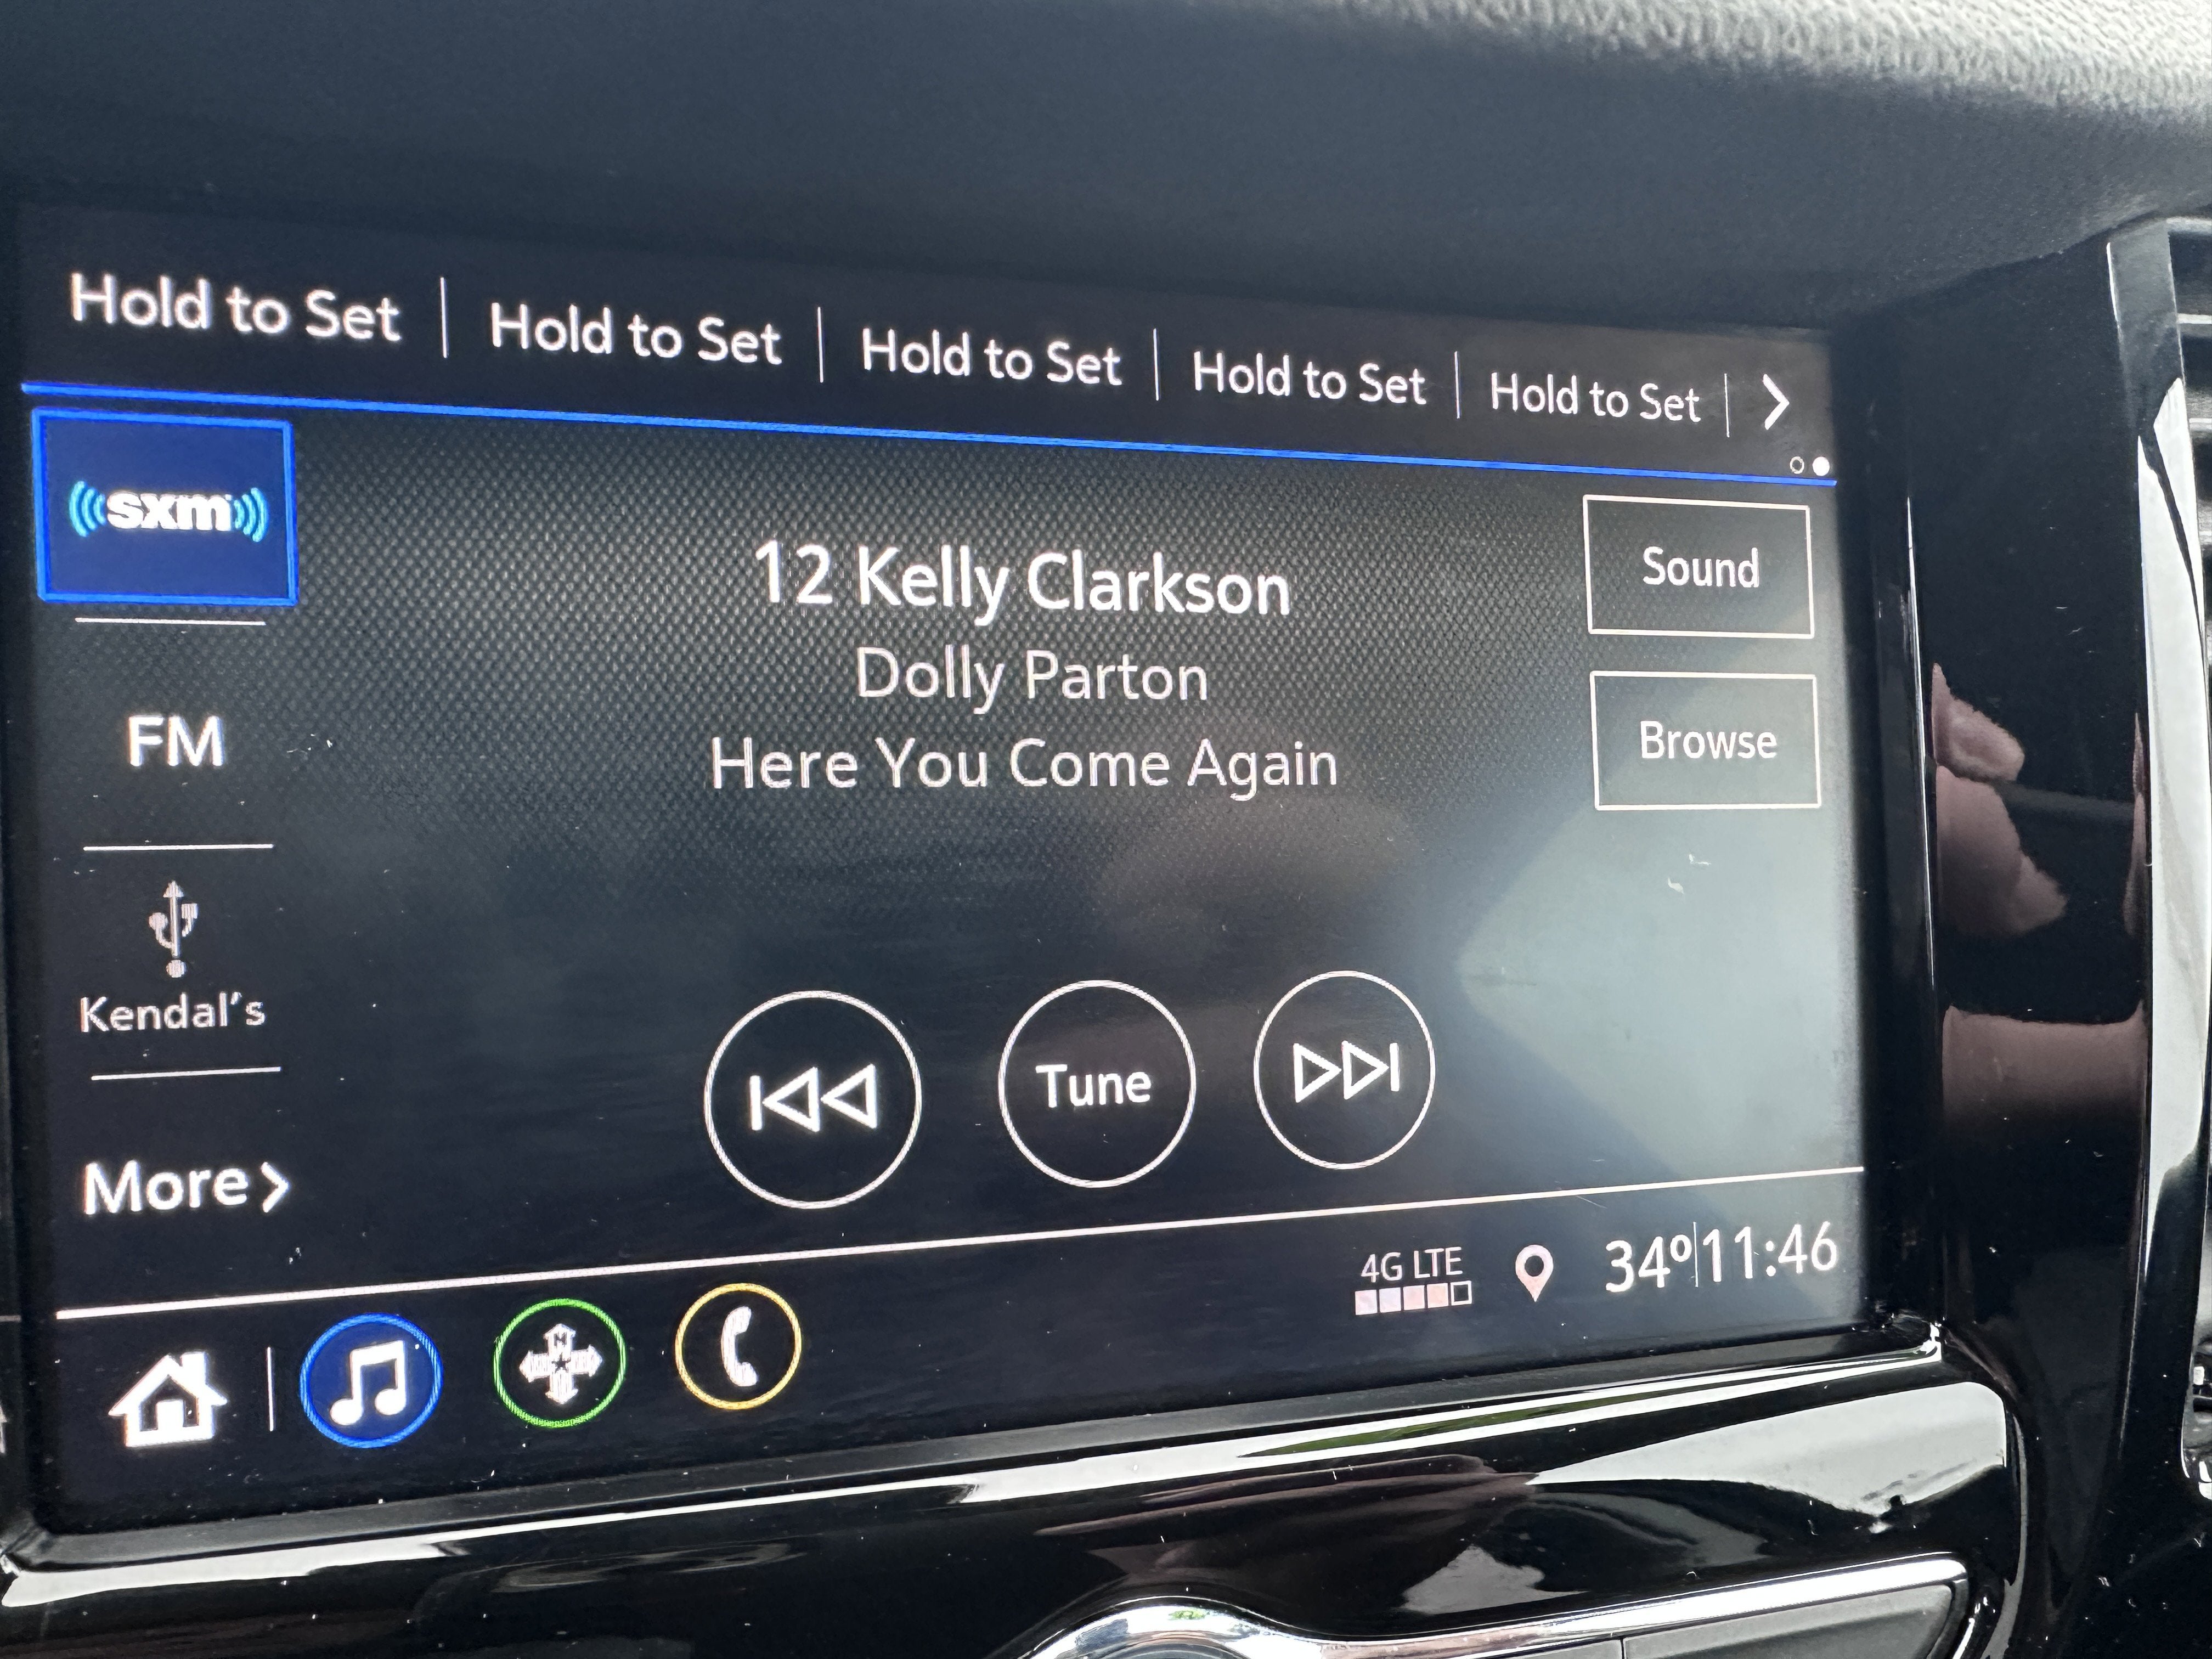 Hold to Set Hold to Set Hold to Set Hold to Set Hold to Set
sxm
12 Kelly Clarkson
Dolly Parton
Here You Come Again
Sound
Browse
FM
Kendal's
More
Tune
4G LTE
34° 11:46